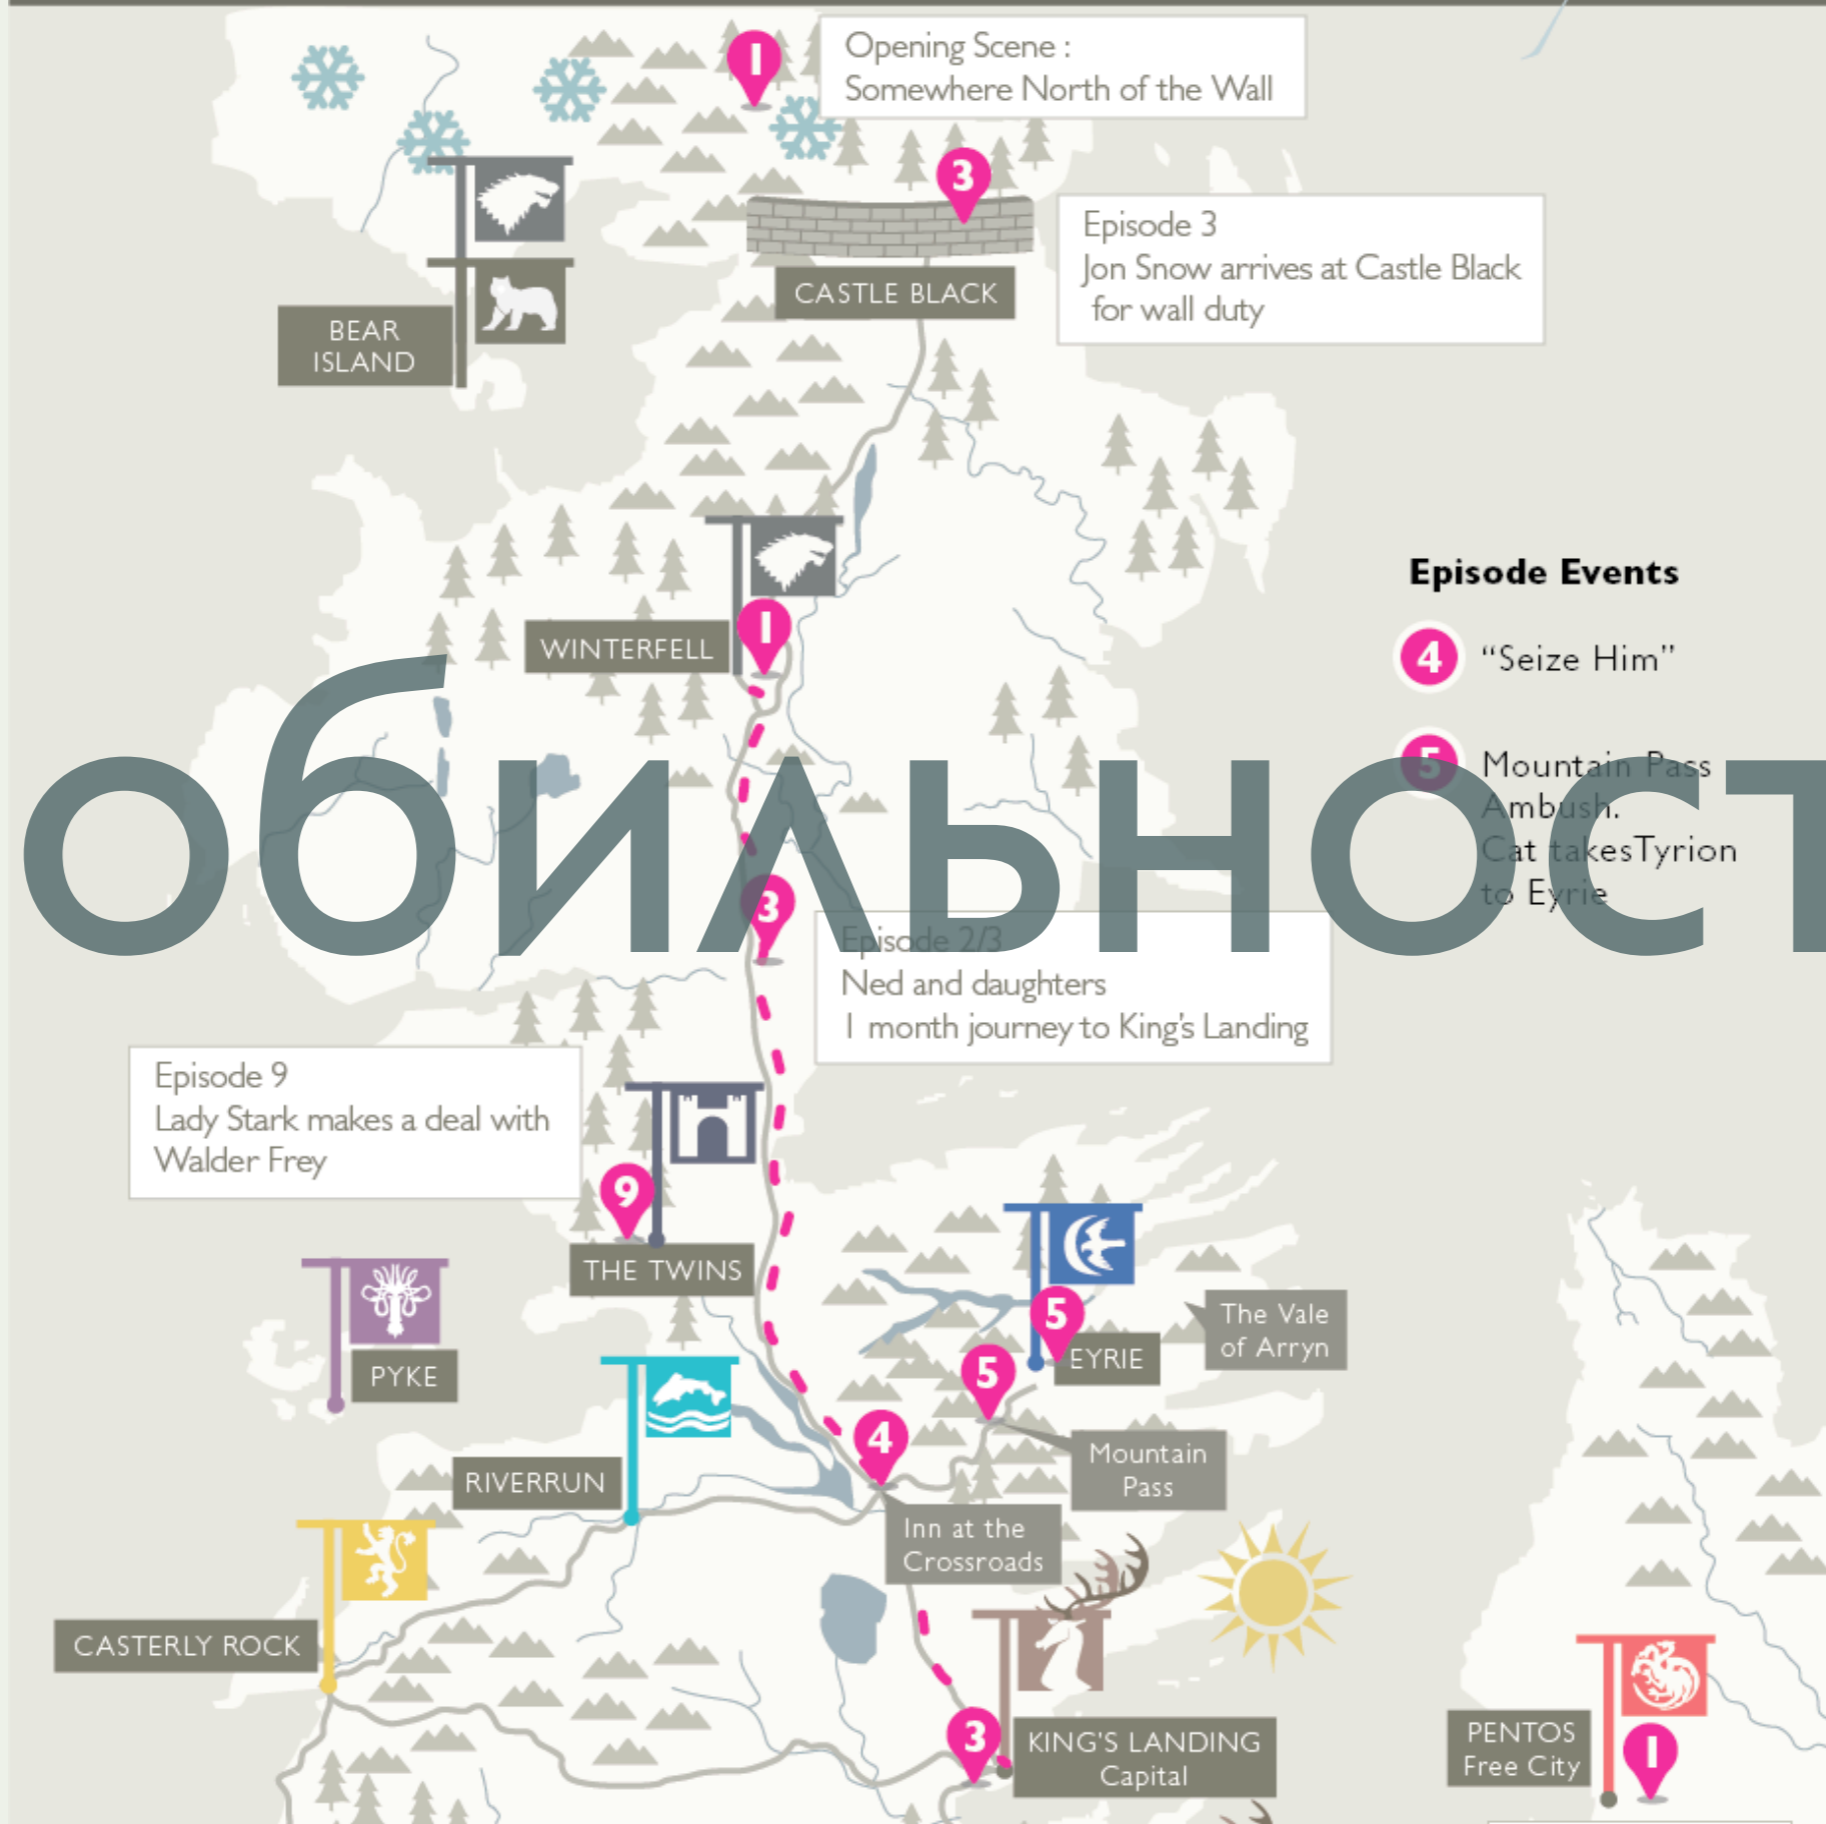 1
Opening Scene :
Somewhere North of the Wall
3
Episode 3
Jon Snow arrives at Castle Black
for wall duty
CASTLE BLACK
BEAR
ISLAND
Episode Events
4 “Seize Him”
5 Mountain Pass
Ambush.
Cat takesTyrion
to Eyrie
1
WINTERFELL
обильност
3
Episode 2/3
Ned and daughters
1 month journey to King's Landing
Episode 9
Lady Stark makes a deal with
Walder Frey
9
THE TWINS
PYKE
5
EYRIE
The Vale
of Arryn
5
Mountain
Pass
4
Inn at the
Crossroads
RIVERRUN
CASTERLY ROCK
3
KING'S LANDING
Capital
PENTOS
Free City
1